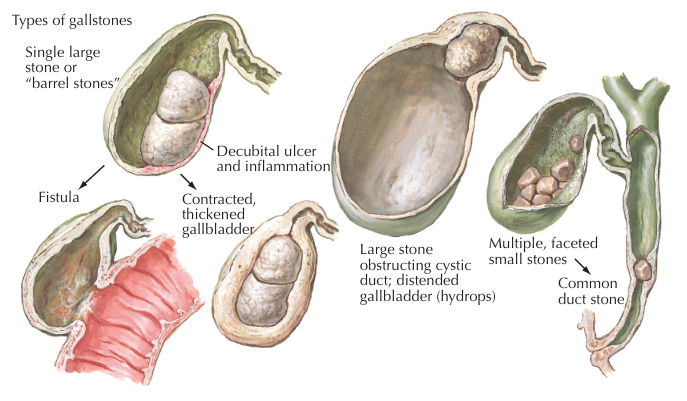 Types of gallstones
Single large
stone or
“barrel stones”
Decubital ulcer
and inflammation
Fistula
Contracted,
thickened
gallbladder
Large stone
obstructing cystic
duct; distended
gallbladder (hydrops)
Multiple, faceted
small stones
Common
duct stone